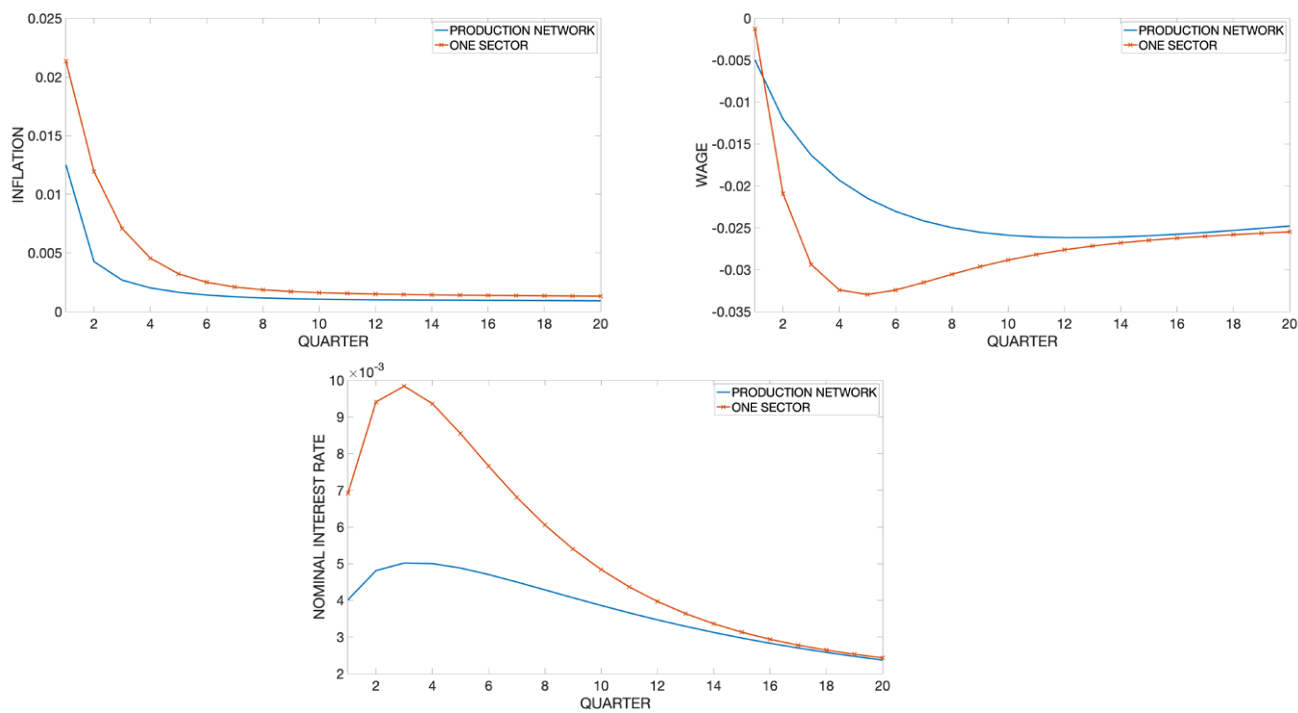 PRODUCTION NETWORK
ONE SECTOR
INFLATION
0.025
0.02
0.015
0.01
0.005
0
2 4 6 8 10 12 14 16 18 20
QUARTER
PRODUCTION NETWORK
ONE SECTOR
WAGE
0
-0.005
-0.01
-0.015
-0.02
-0.025
-0.03
-0.035
2 4 6 8 10 12 14 16 18 20
QUARTER
×10⁻³
PRODUCTION NETWORK
ONE SECTOR
NOMINAL INTEREST RATE
10
9
8
7
6
5
4
3
2
2 4 6 8 10 12 14 16 18 20
QUARTER